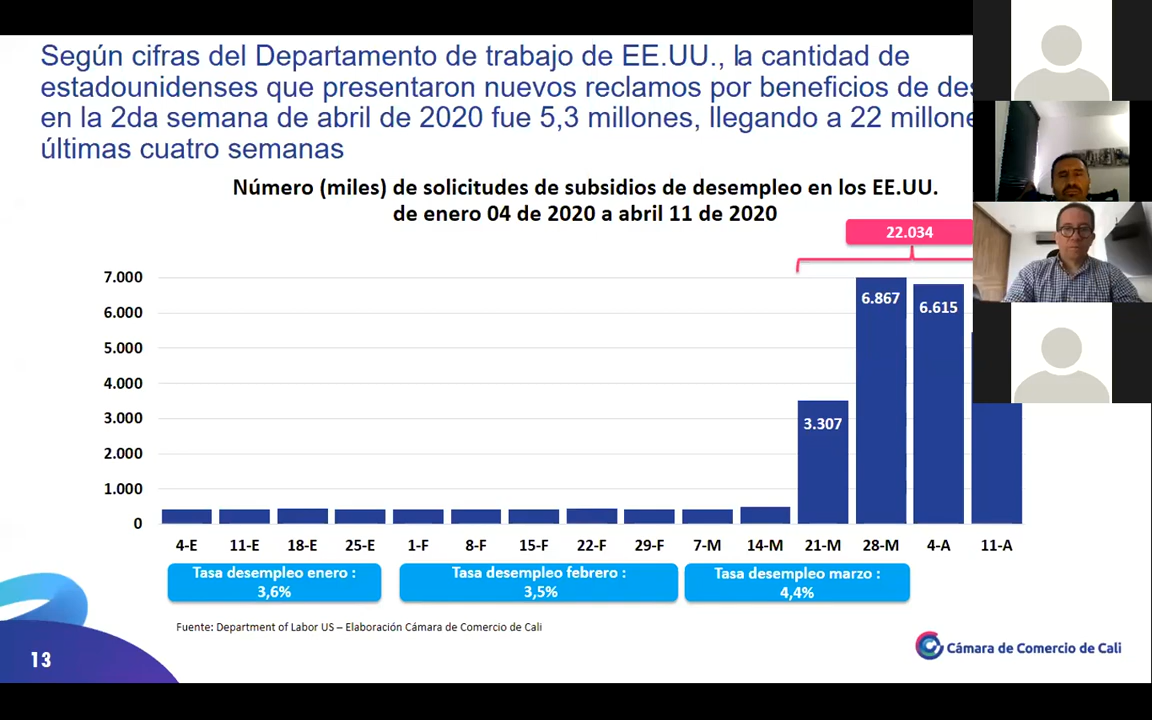 Según cifras del Departamento de trabajo de EE.UU., la cantidad de
estadounidenses que presentaron nuevos reclamos por beneficios de
en la 2da semana de abril de 2020 fue 5,3 millones, llegando a 22
últimas cuatro semanas
Número (miles) de solicitudes de subsidios de desempleo en los EE.UU.
de enero 04 de 2020 a abril 11 de 2020
22.034
7.000
6.000
5.000
4.000
3.000
2.000
1.000
0
6.867
6.615
3.307
4-E 11-E 18-E 25-E 1-F 8-F 15-F 22-F 29-F 7-M 14-M 21-M 28-M 4-A 11-A
Tasa desempleo enero :
3,6%
Tasa desempleo febrero :
3,5%
Tasa desempleo marzo :
4,4%
Fuente: Department of Labor US – Elaboración Cámara de Comercio de Cali
13
Cámara de Comercio de Cali